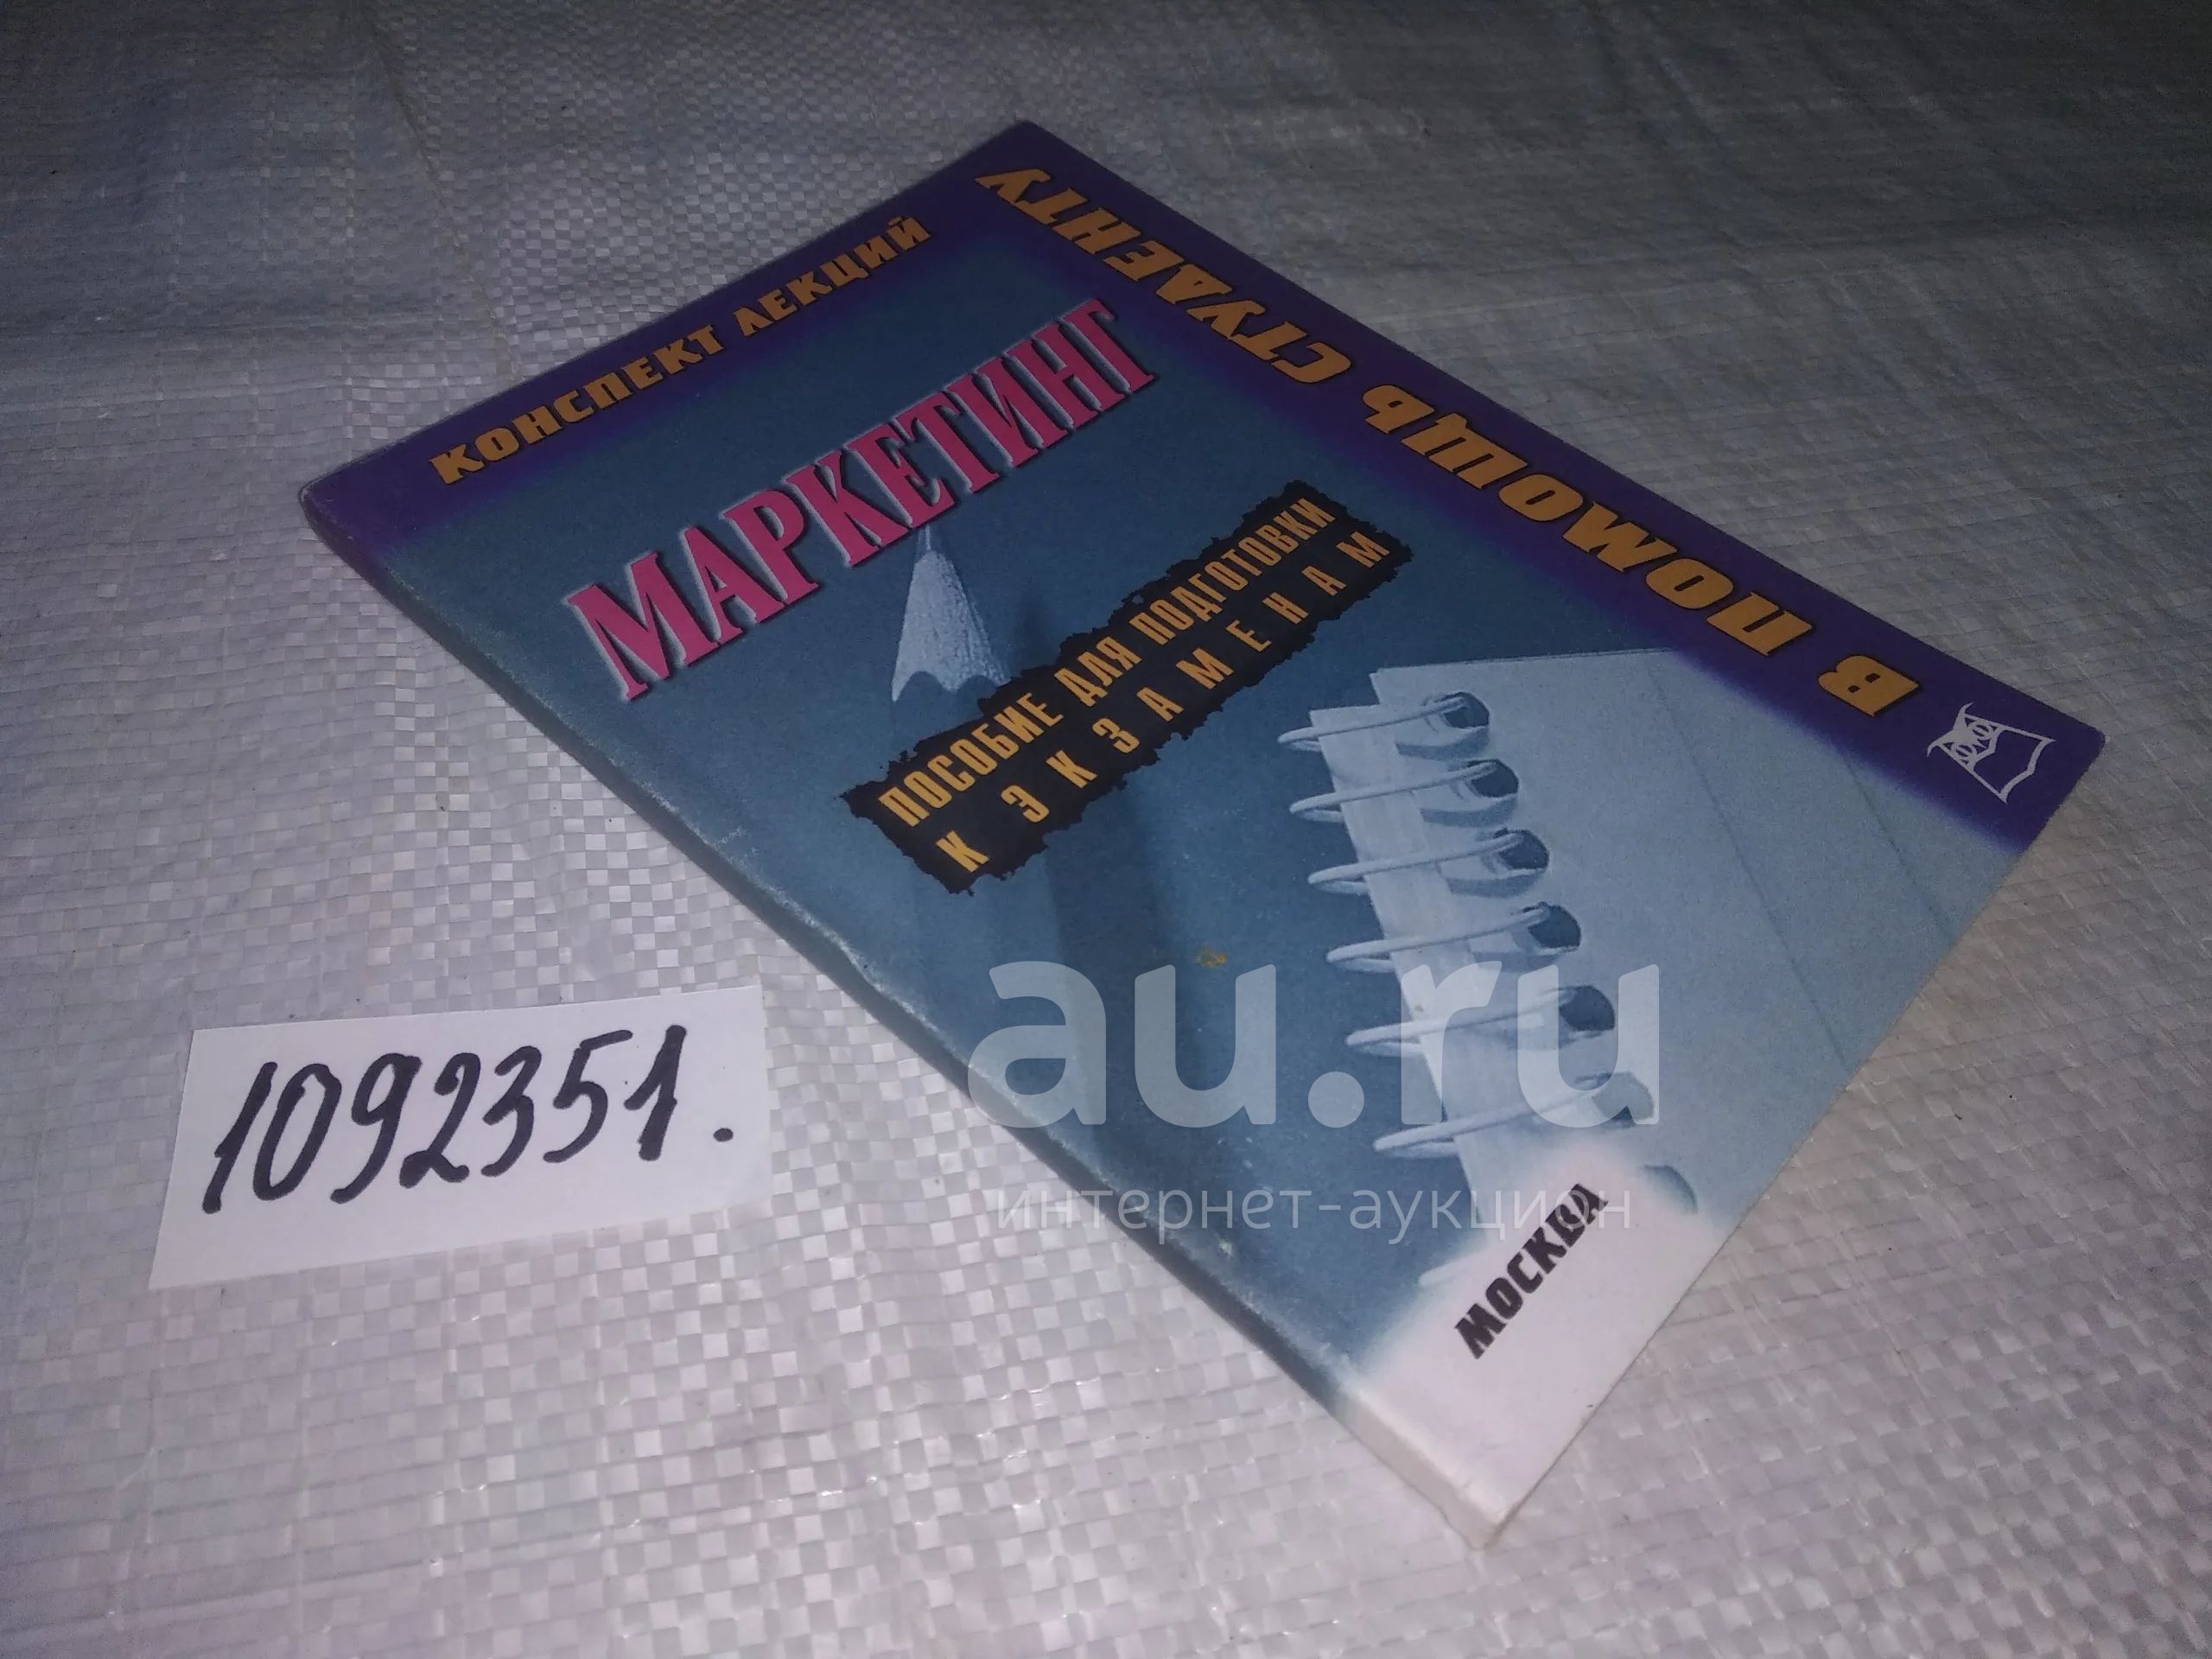 КОНСПЕКТ ЛЕКЦИЙ
В ПОМОЩЬ СТУДЕНТУ
МАРКЕТИНГ
ПОСОБИЕ ДЛЯ ПОДГОТОВКИ
К ЭКЗАМЕНАМ
МОСКВА
1092351.
au.ru
интернет-аукцион